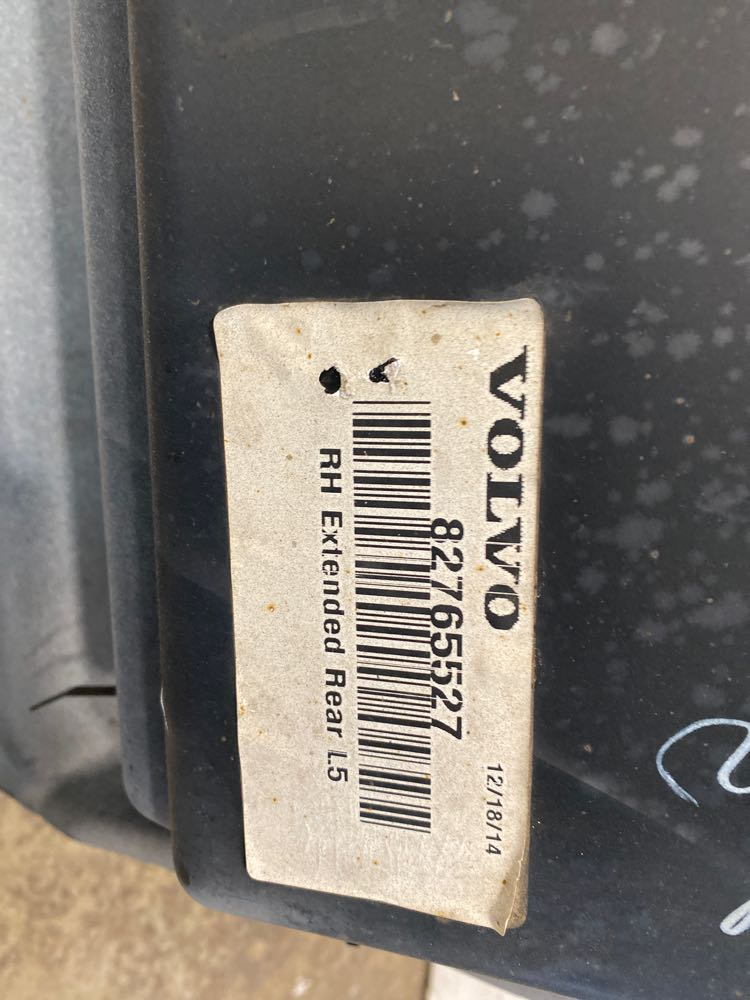 VOLVO
12/18/14
82765527
RH Extended Rear L5